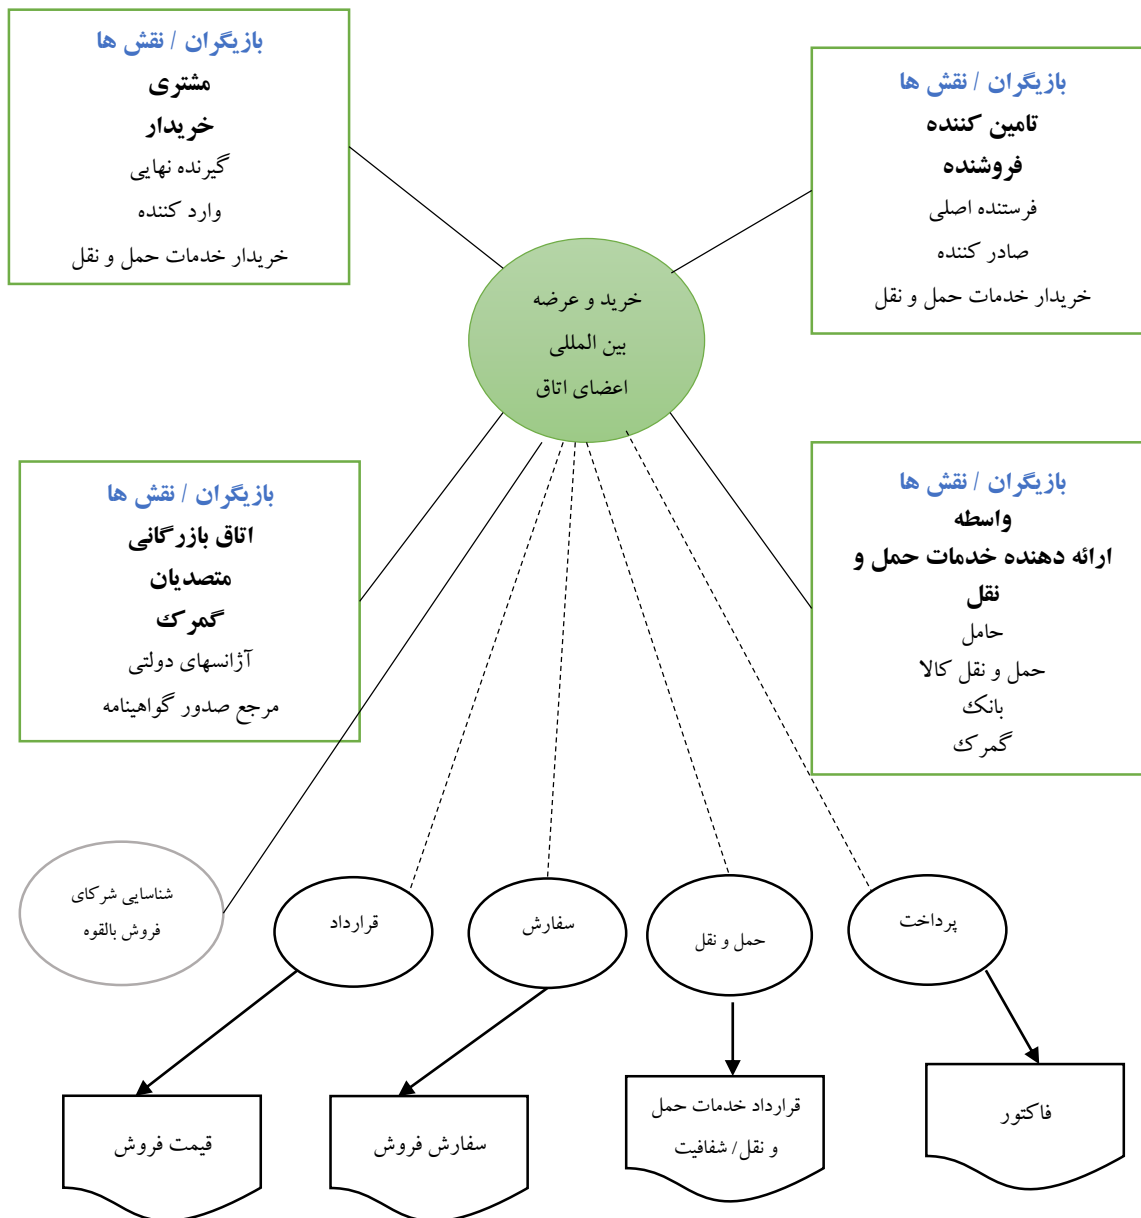 بازیگران / نقش ها
تامین کننده
فروشنده
فرستنده اصلی
صادر کننده
خریدار خدمات حمل و نقل
بازیگران / نقش ها
مشتری
خریدار
گیرنده نهایی
وارد کننده
خریدار خدمات حمل و نقل
خرید و عرضه
بین المللی
اعضای اتاق
بازیگران / نقش ها
واسطه
ارائه دهنده خدمات حمل و
نقل
حامل
حمل و نقل کالا
بانک
گمرک
بازیگران / نقش ها
اتاق بازرگانی
متصدیان
گمرک
آژانسهای دولتی
مرجع صدور گواهینامه
پرداخت
حمل و نقل
سفارش
قرارداد
شناسایی شرکای
فروش بالقوه
فاکتور
قرارداد خدمات حمل
و نقل/ شفافیت
سفارش فروش
قیمت فروش